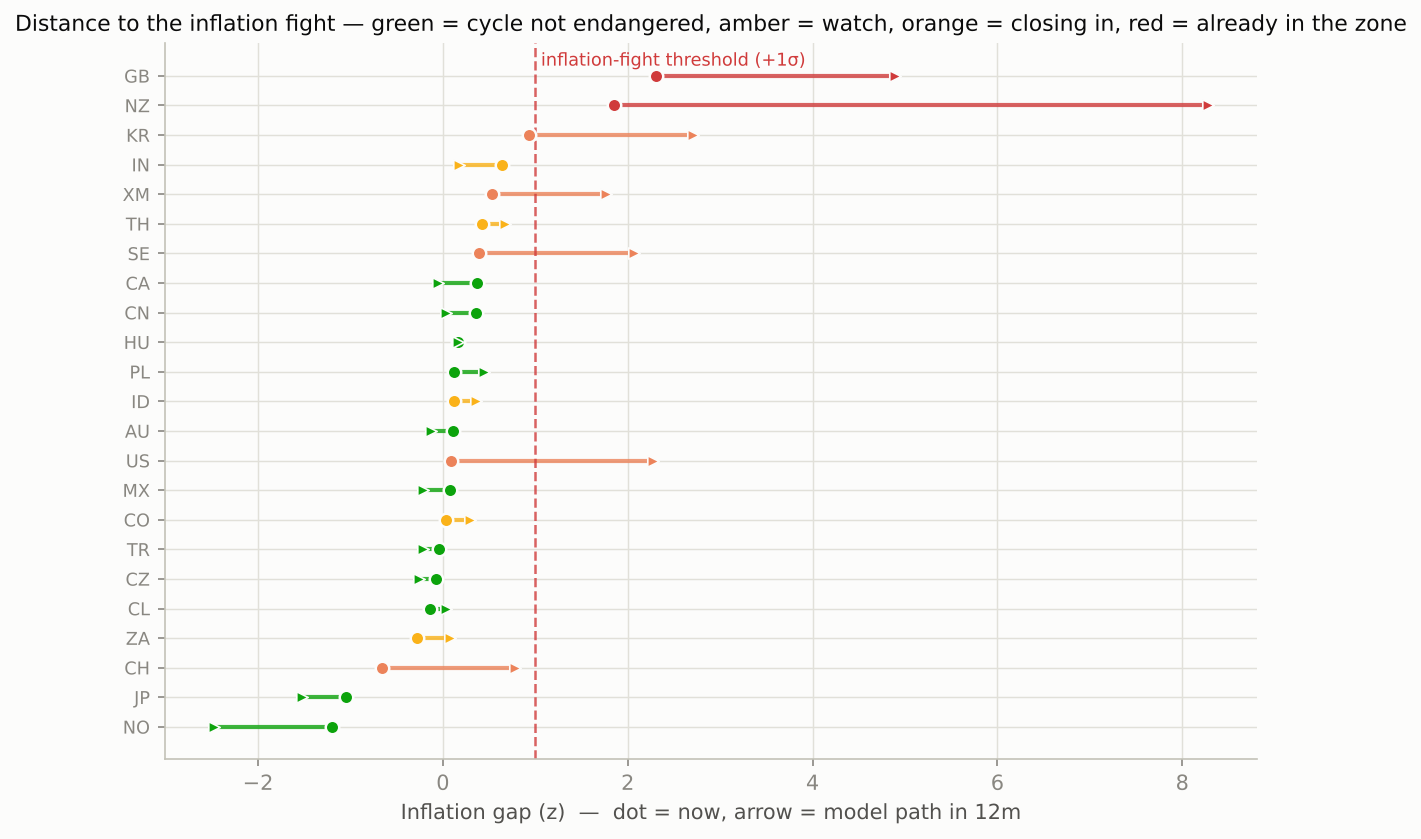 Distance to the inflation fight — green = cycle not endangered, amber = watch, orange = closing in, red = already in the zone
inflation-fight threshold (+1σ)
GB
NZ
KR
IN
XM
TH
SE
CA
CN
HU
PL
ID
AU
US
MX
CO
TR
CZ
CL
ZA
CH
JP
NO
−2 0 2 4 6 8
Inflation gap (z) — dot = now, arrow = model path in 12m